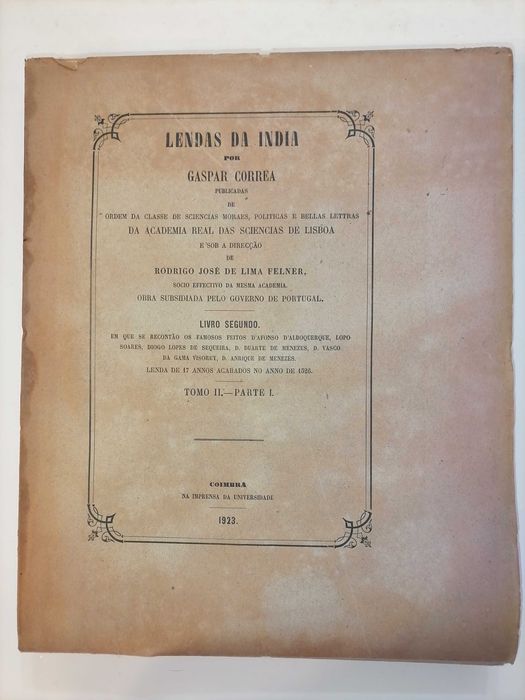 LENDAS DA INDIA
POR
GASPAR CORREA
PUBLICADAS
DE
ORDEM DA CLASSE DE SCIENCIAS MORAES, POLITICAS E BELLAS LETTRAS
DA ACADEMIA REAL DAS SCIENCIAS DE LISBOA
E SOB A DIRECÇÃO
DE
RODRIGO JOSÉ DE LIMA FELNER,
SOCIO EFFECTIVO DA MESMA ACADEMIA.
OBRA SUBSIDIADA PELO GOVERNO DE PORTUGAL.
LIVRO SEGUNDO.
EM QUE SE RECONTÃO OS FAMOSOS FEITOS D'AFONSO D'ALBOQUERQUE, LOPO
SOARES, DIOGO LOPES DE SEQUEIRA, D. DUARTE DE MENEZES, D. VASCO
DA GAMA VISOREY, D. ANRIQUE DE MENEZES.
LENDA DE 17 ANNOS ACABADOS NO ANNO DE 1526.
TOMO II.—PARTE I.
COIMBRA
NA IMPRENSA DA UNIVERSIDADE
1923.